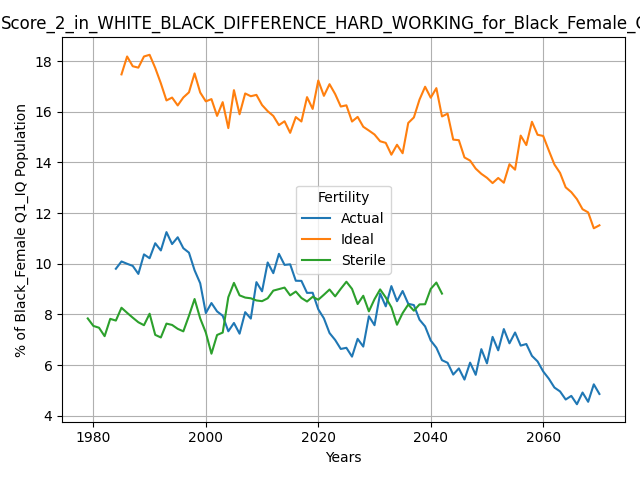 Score_2_in_WHITE_BLACK_DIFFERENCE_HARD_WORKING_for_Black_Female_
% of Black_Female Q1_IQ Population
18
16
14
12
10
8
6
4
Fertility
Actual
Ideal
Sterile
1980
2000
2020
2040
2060
Years